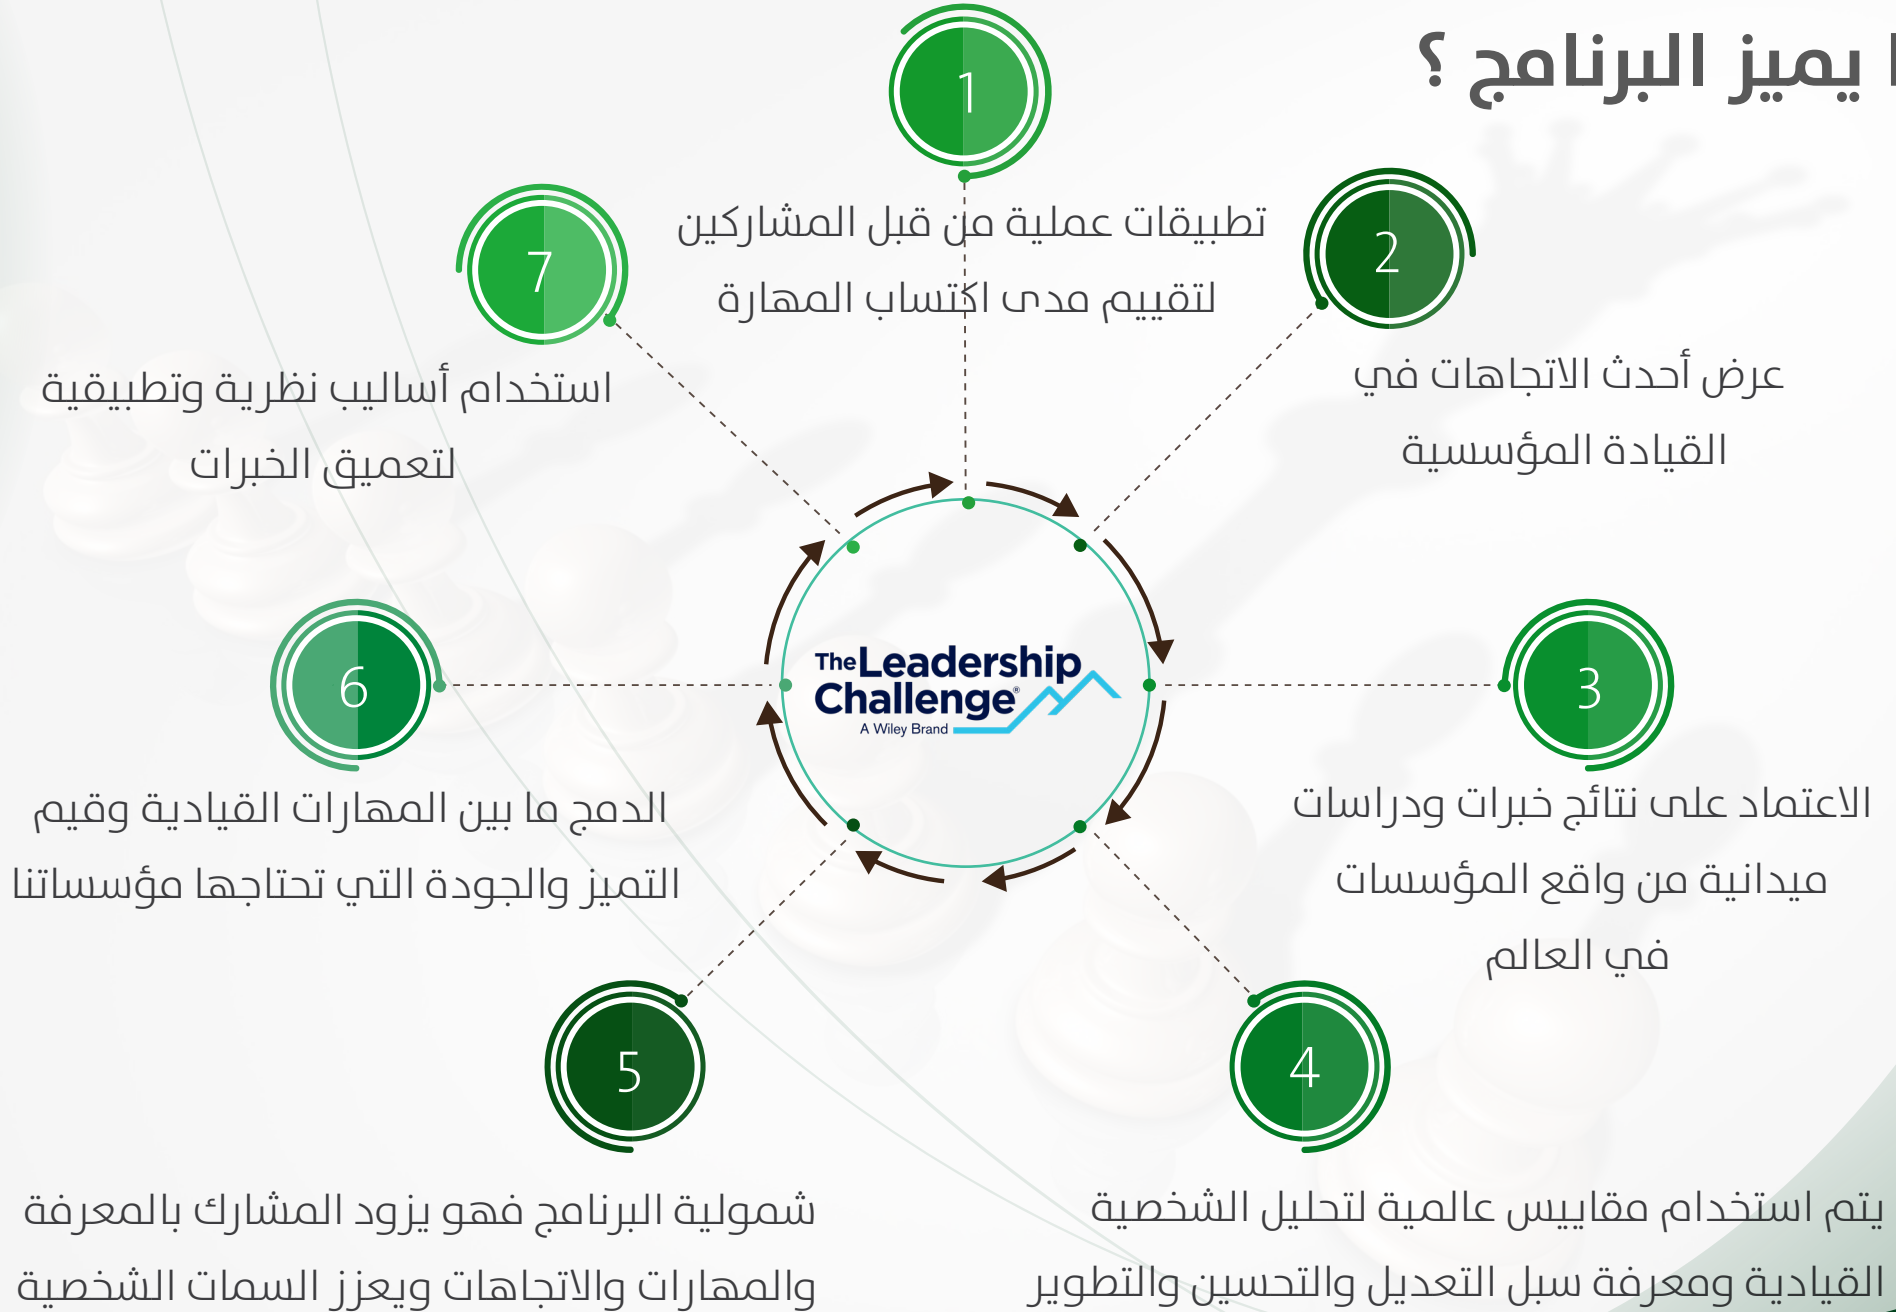 ا يميز البرنامج ؟
1
تطبيقات عملية من قبل المشاركين
لتقييم مدى اكتساب المهارة
2
عرض أحدث الاتجاهات في
القيادة المؤسسية
3
الاعتماد على نتائج خبرات ودراسات
ميدانية من واقع المؤسسات
في العالم
4
يتم استخدام مقاييس عالمية لتحليل الشخصية
القيادية ومعرفة سبل التعديل والتحسين والتطوير
5
شمولية البرنامج فهو يزود المشارك بالمعرفة
والمهارات والاتجاهات ويعزز السمات الشخصية
6
الدمج ما بين المهارات القيادية وقيم
التميز والجودة التي تحتاجها مؤسساتنا
7
استخدام أساليب نظرية وتطبيقية
لتعميق الخبرات
The Leadership
Challenge®
A Wiley Brand